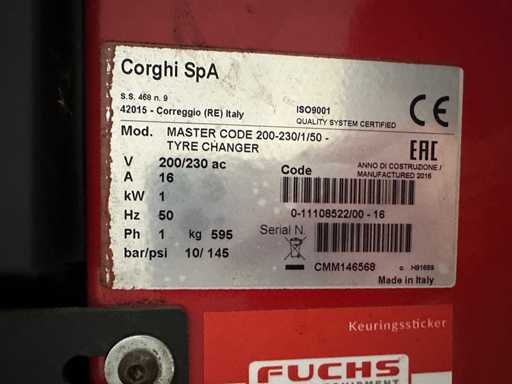 Corghi SpA
S.S. 468 n. 9
42015 - Correggio (RE) Italy
ISO9001
QUALITY SYSTEM CERTIFIED
CE
Mod. MASTER CODE 200-230/1/50 -
TYRE CHANGER
EAC
V 200/230 ac
Code
ANNO DI COSTRUZIONE /
MANUFACTURED 2016
A 16
kW 1
Hz 50
0-11108522/00 - 16
Ph 1 kg 595
Serial N.
bar/psi 10/ 145
CMM146568
Made in Italy
Keuringssticker
FUCHS